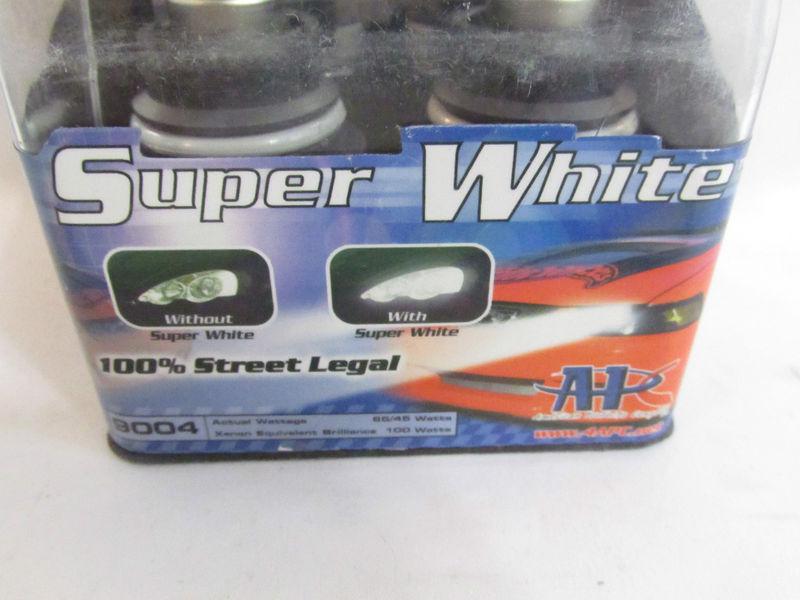 Super White
Without
Super White
With
Super White
100% Street Legal
9004
Actual Wattage 65/45 Watts
Xenon Equivalent Brilliance 100 Watts